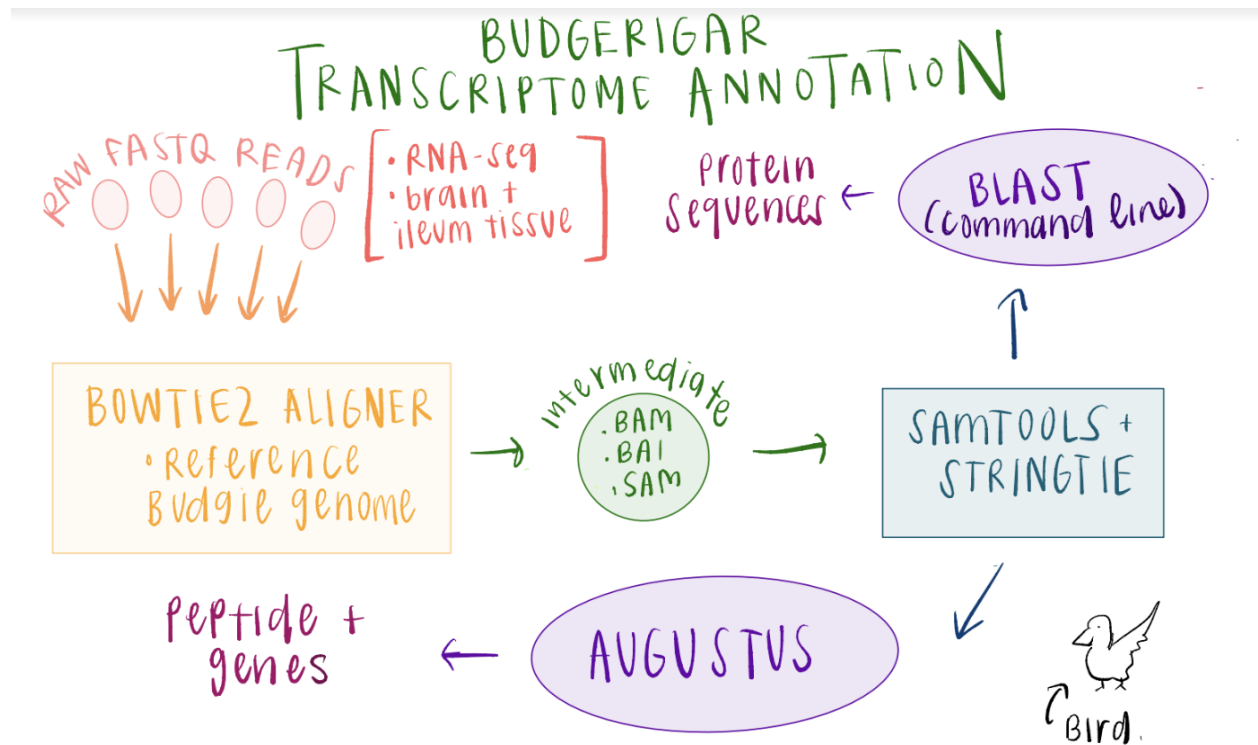 BUDGERIGAR
TRANSCRIPTOME ANNOTATION
RAW FASTQ READS
• RNA-seq
• brain +
ileum tissue
Protein
sequences
BLAST
(command line)
BOWTIE2 ALIGNER
• Reference
Budgie genome
Intermediate
.BAM
.BAI
.SAM
SAMTOOLS +
STRINGTIE
Peptide +
genes
AUGUSTUS
Bird.